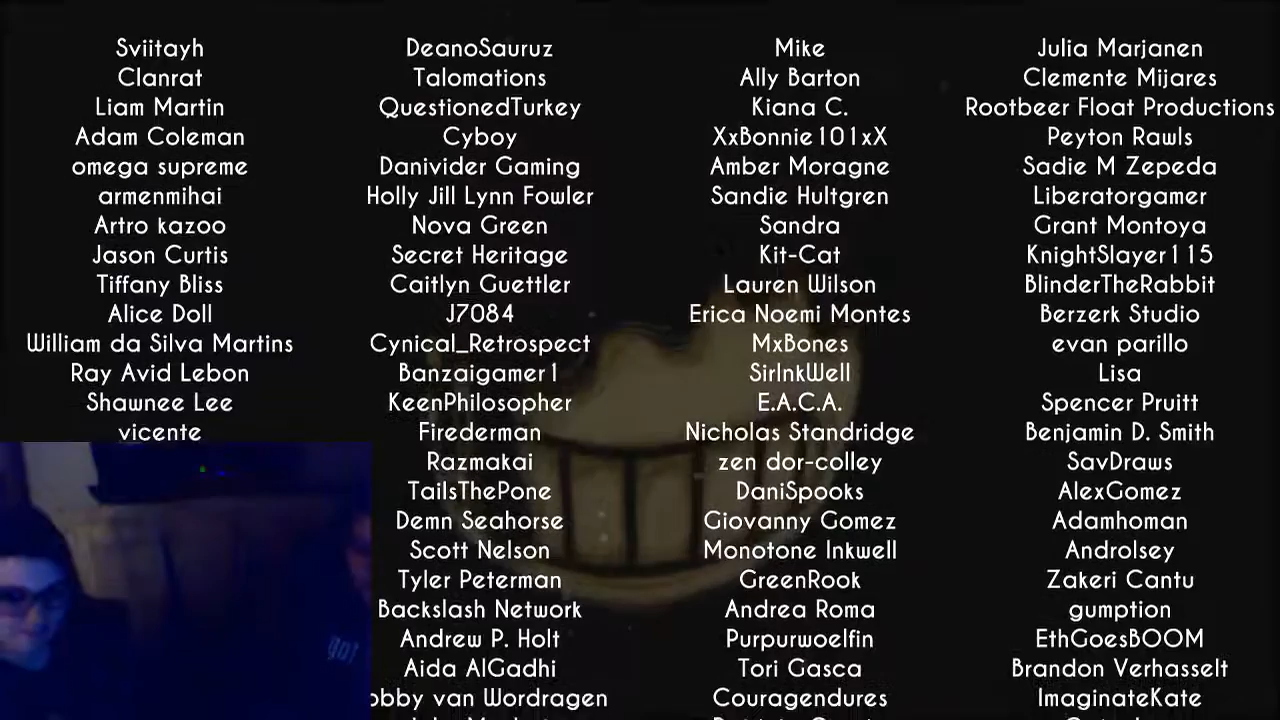 Sviitayh
Clanrat
Liam Martin
Adam Coleman
omega supreme
armenmihai
Artro kazoo
Jason Curtis
Tiffany Bliss
Alice Doll
William da Silva Martins
Ray Avid Lebon
Shawnee Lee
vicente
DeanoSauruz
Talomations
QuestionedTurkey
Cyboy
Danivider Gaming
Holly Jill Lynn Fowler
Nova Green
Secret Heritage
Caitlyn Guettler
J7084
Cynical_Retrospect
Banzaigamer1
KeenPhilosopher
Firederman
Razmakai
TailsThePone
Demn Seahorse
Scott Nelson
Tyler Peterman
Backslash Network
Andrew P. Holt
Aida AlGadhi
obby van Wordragen
Mike
Ally Barton
Kiana C.
XxBonnie101xX
Amber Moragne
Sandie Hultgren
Sandra
Kit-Cat
Lauren Wilson
Erica Noemi Montes
MxBones
SirInkWell
E.A.C.A.
Nicholas Standridge
zen dor-colley
DaniSpooks
Giovanny Gomez
Monotone Inkwell
GreenRook
Andrea Roma
Purpurwoelfin
Tori Gasca
Couragendures
Julia Marjanen
Clemente Mijares
Rootbeer Float Productions
Peyton Rawls
Sadie M Zepeda
Liberatorgamer
Grant Montoya
KnightSlayer115
BlinderTheRabbit
Berzerk Studio
evan parillo
Lisa
Spencer Pruitt
Benjamin D. Smith
SavDraws
AlexGomez
Adamhoman
Androlsey
Zakeri Cantu
gumption
EthGoesBOOM
Brandon Verhasselt
ImaginateKate